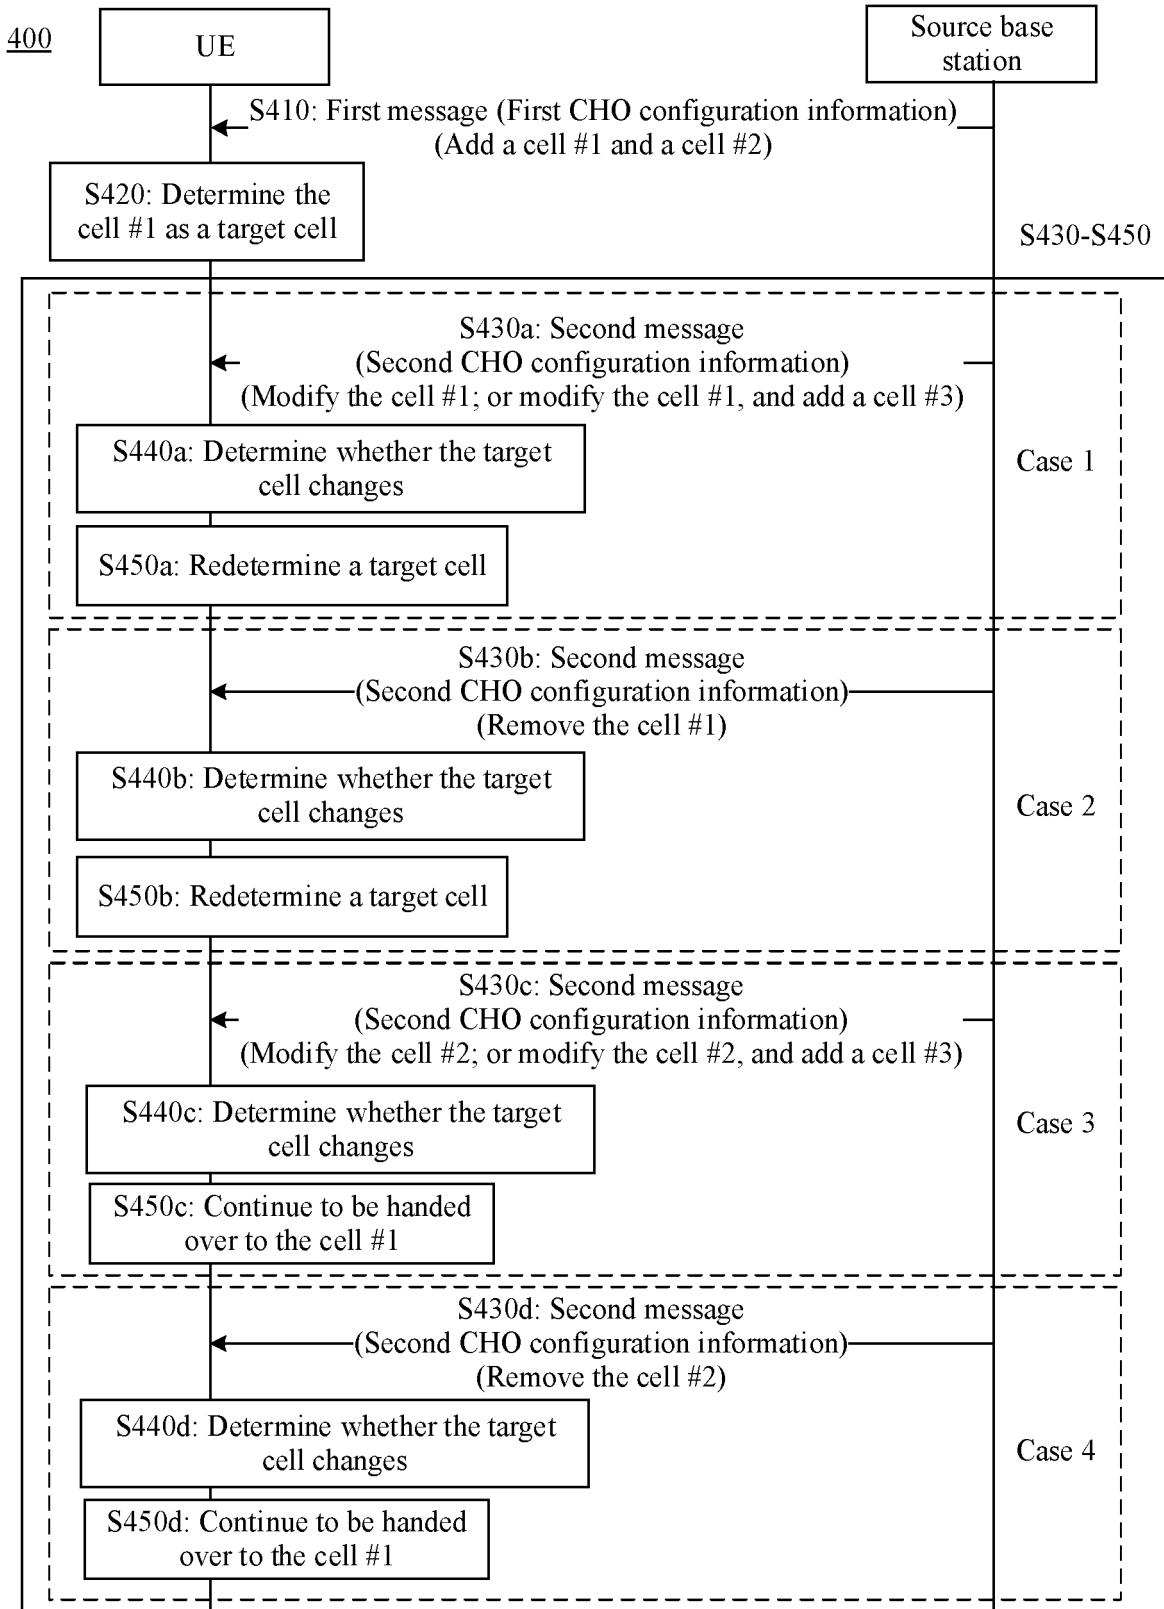 400
UE
Source base
station
S410: First message (First CHO configuration information)
(Add a cell #1 and a cell #2)
S420: Determine the
cell #1 as a target cell
S430-S450
S430a: Second message
(Second CHO configuration information)
(Modify the cell #1; or modify the cell #1, and add a cell #3)
S440a: Determine whether the target
cell changes
Case 1
S450a: Redetermine a target cell
S430b: Second message
(Second CHO configuration information)
(Remove the cell #1)
S440b: Determine whether the target
cell changes
Case 2
S450b: Redetermine a target cell
S430c: Second message
(Second CHO configuration information)
(Modify the cell #2; or modify the cell #2, and add a cell #3)
S440c: Determine whether the target
cell changes
Case 3
S450c: Continue to be handed
over to the cell #1
S430d: Second message
(Second CHO configuration information)
(Remove the cell #2)
S440d: Determine whether the target
cell changes
Case 4
S450d: Continue to be handed
over to the cell #1